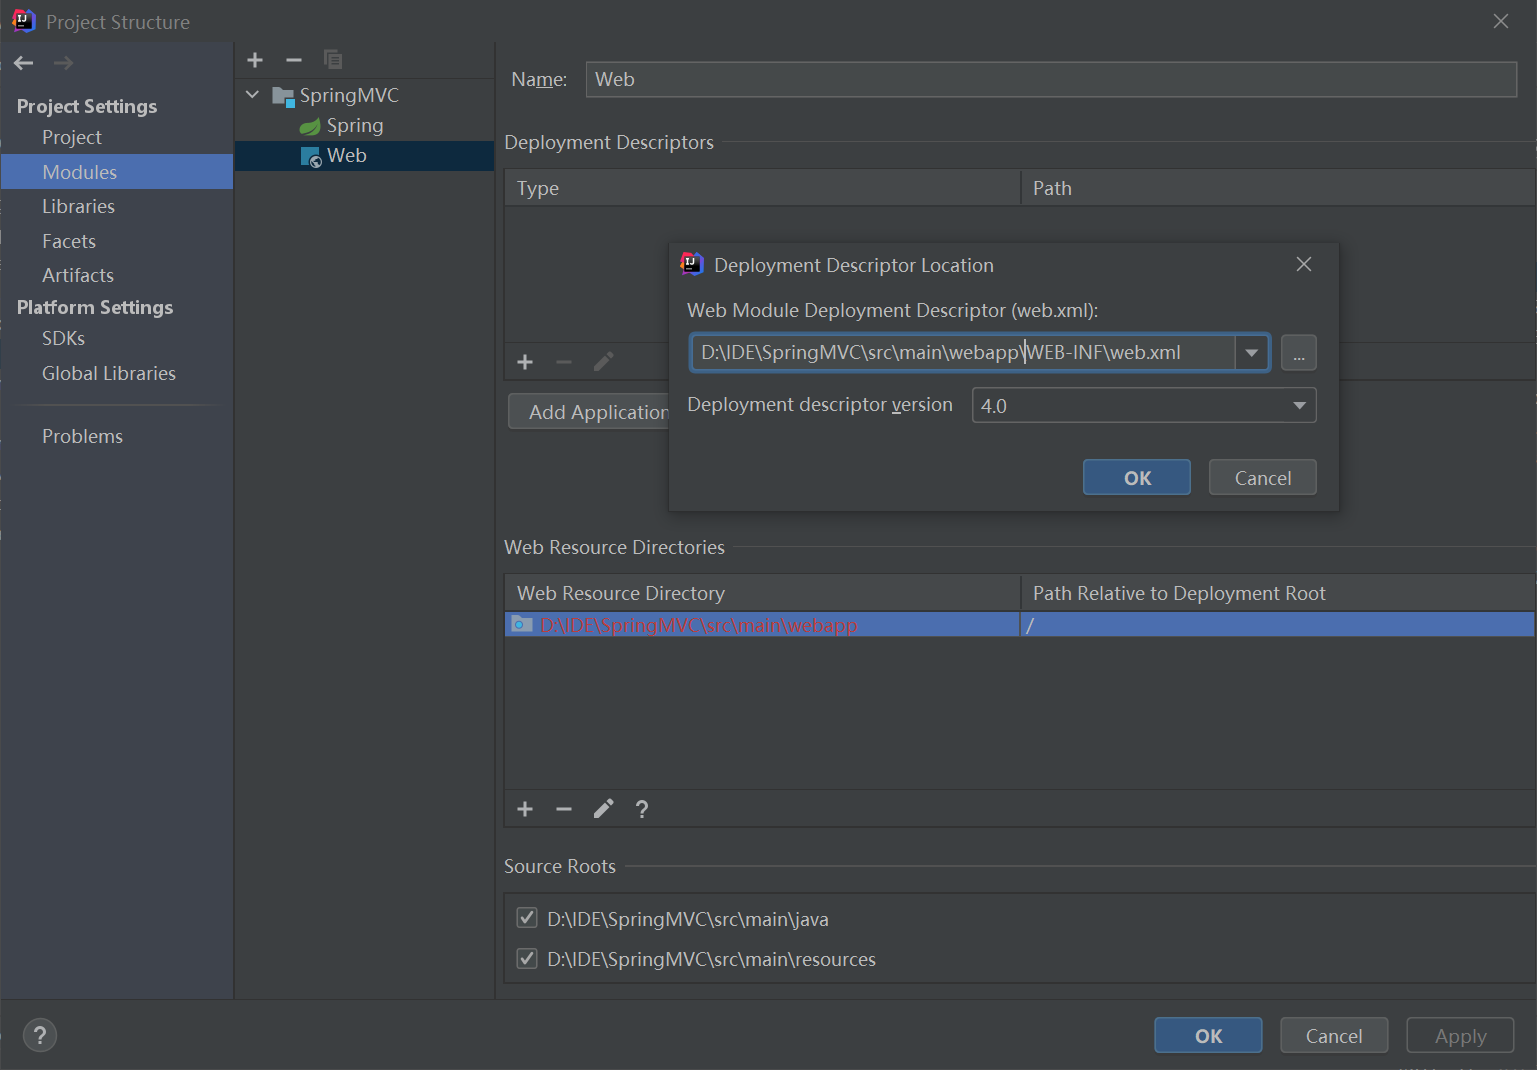 Project Structure
Project Settings
Project
Modules
Libraries
Facets
Artifacts
Platform Settings
SDKs
Global Libraries
Problems
SpringMVC
Spring
Web
Name: Web
Deployment Descriptors
Type Path
Deployment Descriptor Location
Web Module Deployment Descriptor (web.xml):
D:\IDE\SpringMVC\src\main\webapp\WEB-INF\web.xml ...
Deployment descriptor version 4.0
OK Cancel
Add Application
Web Resource Directories
Web Resource Directory Path Relative to Deployment Root
D:\IDE\SpringMVC\src\main\webapp /
?
Source Roots
D:\IDE\SpringMVC\src\main\java
D:\IDE\SpringMVC\src\main\resources
? OK Cancel Apply